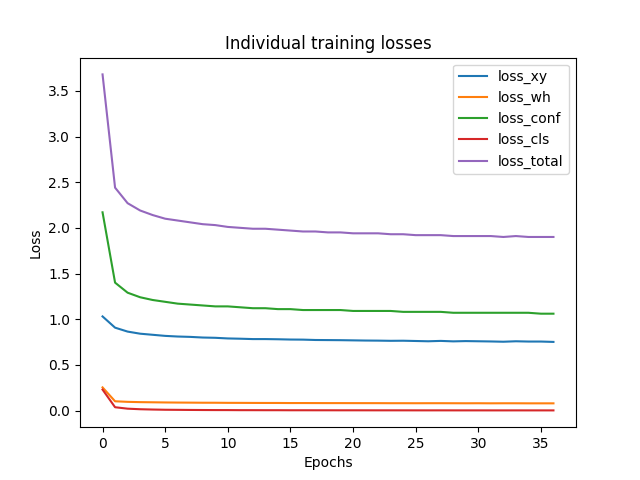 Individual training losses
loss_xy
loss_wh
loss_conf
loss_cls
loss_total
Loss
3.5
3.0
2.5
2.0
1.5
1.0
0.5
0.0
0 5 10 15 20 25 30 35
Epochs